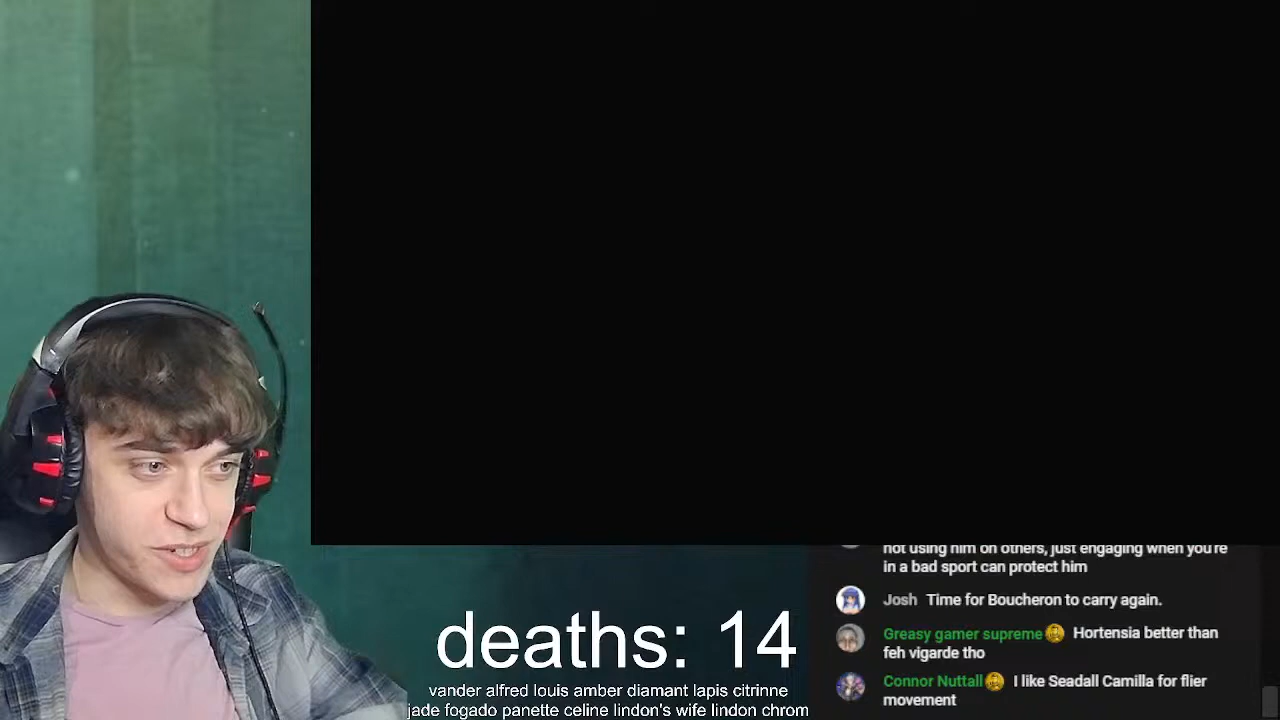 not using him on others, just engaging when you're
in a bad sport can protect him
Josh Time for Boucheron to carry again.
Greasy gamer supreme Hortensia better than
feh vigarde tho
Connor Nuttall I like Seadall Camilla for flier
movement
deaths: 14
vander alfred louis amber diamant lapis citrinne
jade fogado panette celine lindon's wife lindon chrom